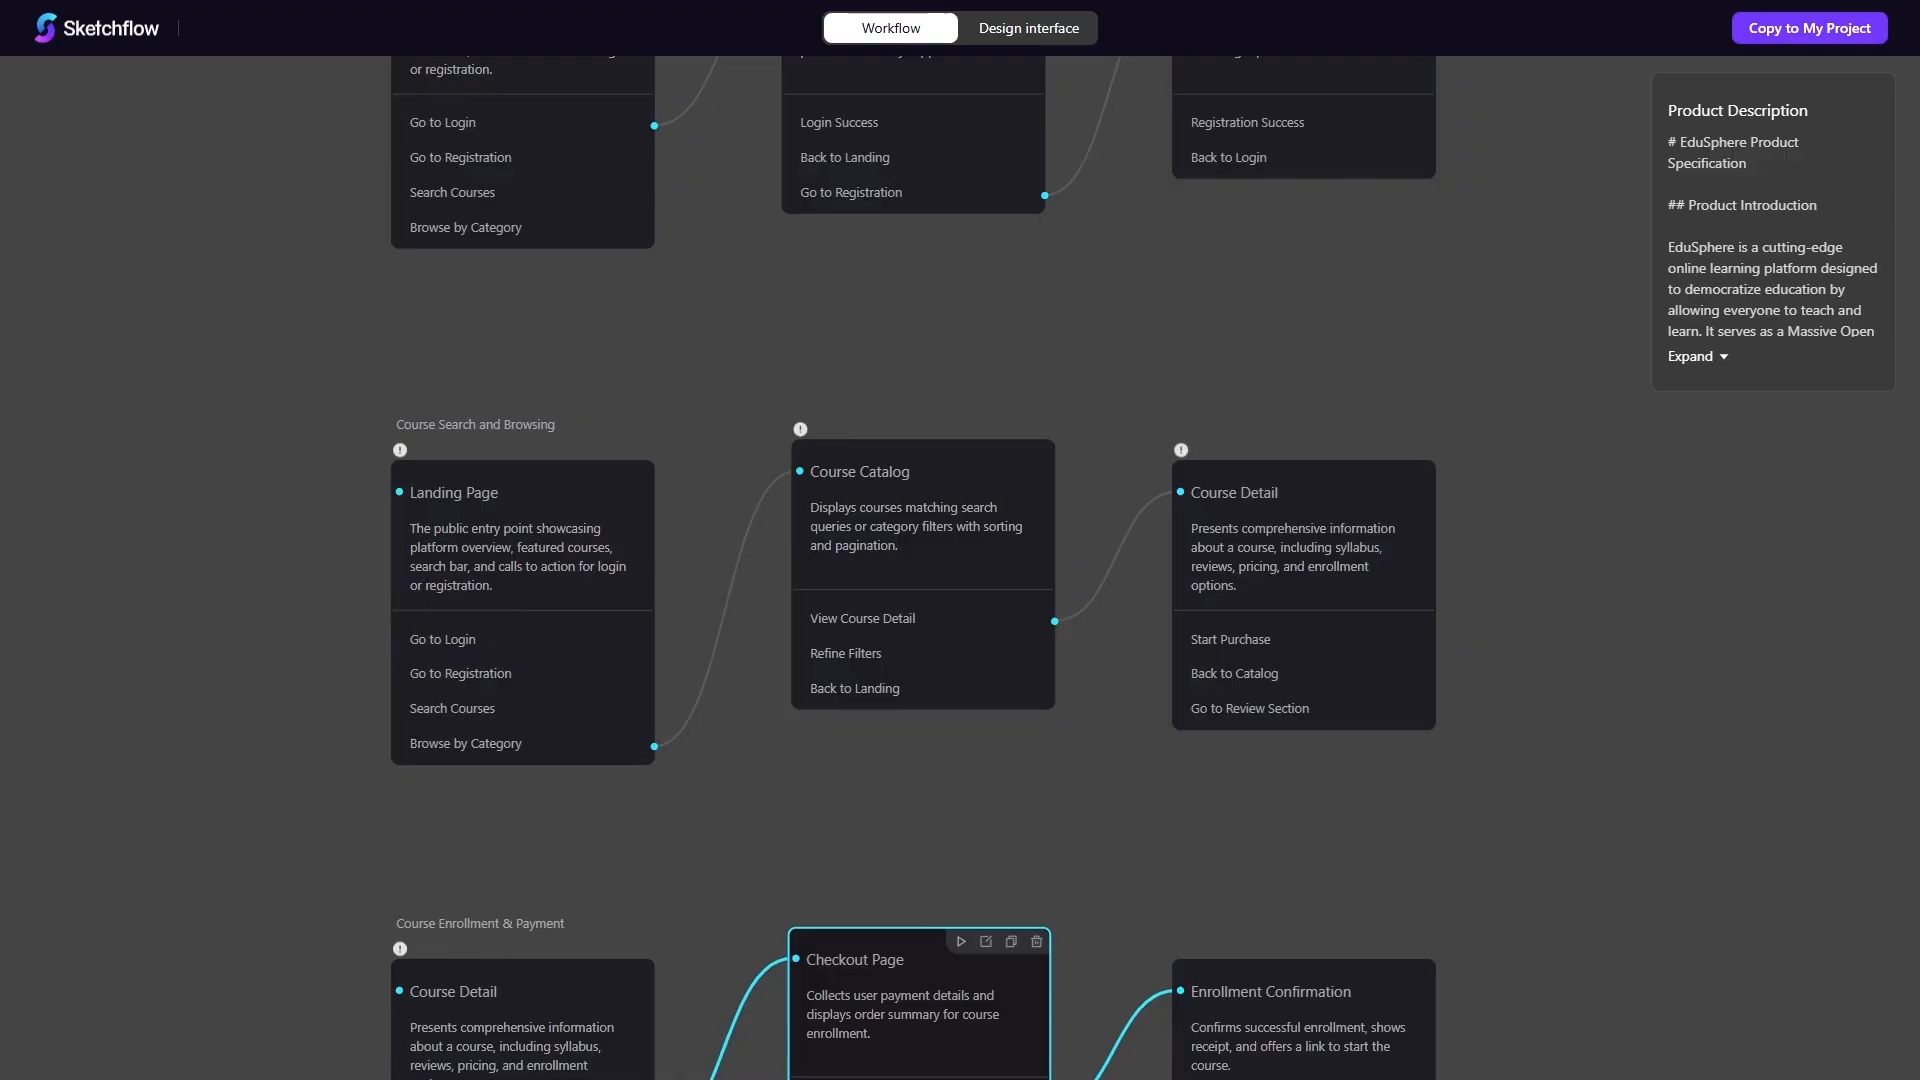 Sketchflow
Workflow
Design interface
Copy to My Project
or registration.
Go to Login
Go to Registration
Search Courses
Browse by Category
Login Success
Back to Landing
Go to Registration
Registration Success
Back to Login
Product Description
# EduSphere Product
Specification
## Product Introduction
EduSphere is a cutting-edge
online learning platform designed
to democratize education by
allowing everyone to teach and
learn. It serves as a Massive Open
Expand
Course Search and Browsing
Landing Page
The public entry point showcasing
platform overview, featured courses,
search bar, and calls to action for login
or registration.
Go to Login
Go to Registration
Search Courses
Browse by Category
Course Catalog
Displays courses matching search
queries or category filters with sorting
and pagination.
View Course Detail
Refine Filters
Back to Landing
Course Detail
Presents comprehensive information
about a course, including syllabus,
reviews, pricing, and enrollment
options.
Start Purchase
Back to Catalog
Go to Review Section
Course Enrollment & Payment
Course Detail
Presents comprehensive information
about a course, including syllabus,
reviews, pricing, and enrollment
Checkout Page
Collects user payment details and
displays order summary for course
enrollment.
Enrollment Confirmation
Confirms successful enrollment, shows
receipt, and offers a link to start the
course.